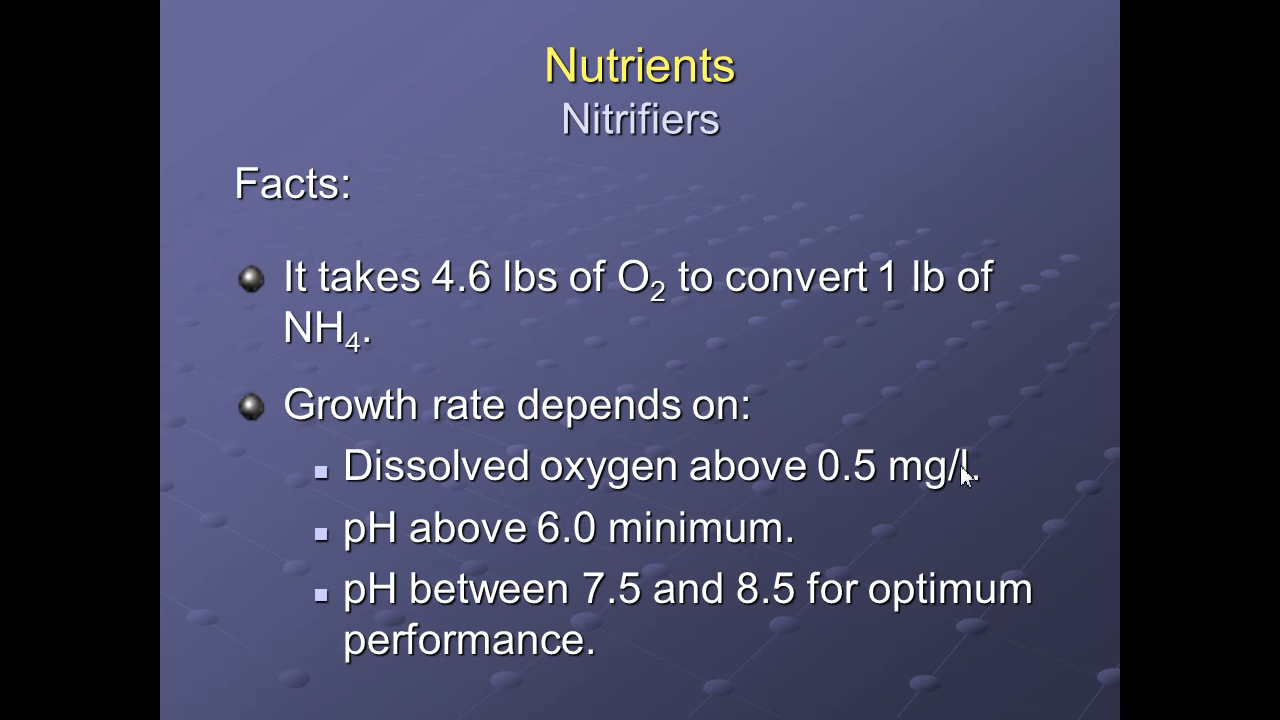 Nutrients
Nitrifiers
Facts:
It takes 4.6 lbs of O₂ to convert 1 lb of
NH₄.
Growth rate depends on:
Dissolved oxygen above 0.5 mg/l.
pH above 6.0 minimum.
pH between 7.5 and 8.5 for optimum
performance.